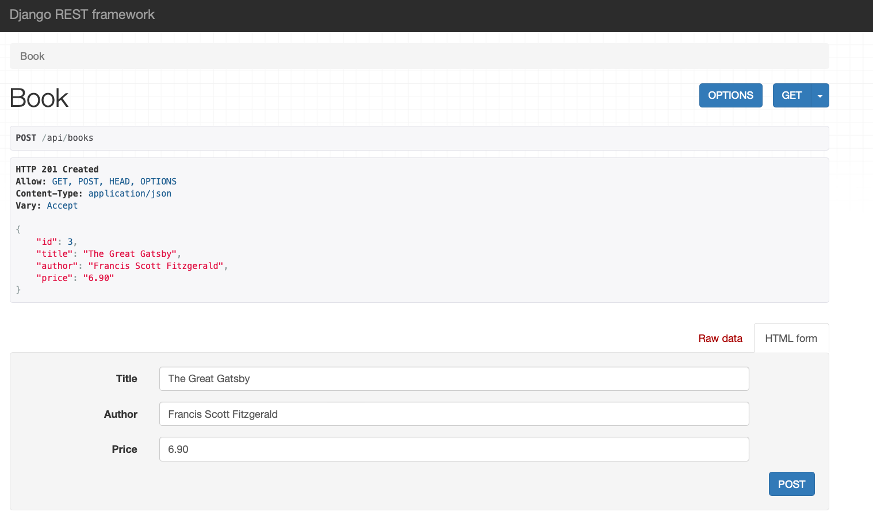 Django REST framework
Book
Book
OPTIONS
GET
POST /api/books
HTTP 201 Created
Allow: GET, POST, HEAD, OPTIONS
Content-Type: application/json
Vary: Accept
{
    "id": 3,
    "title": "The Great Gatsby",
    "author": "Francis Scott Fitzgerald",
    "price": "6.90"
}
Raw data
HTML form
Title The Great Gatsby
Author Francis Scott Fitzgerald
Price 6.90
POST